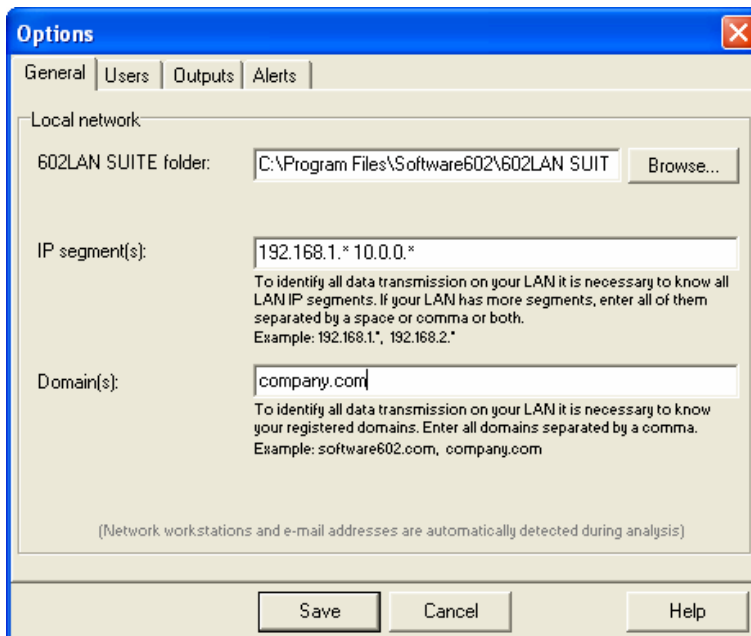 Options
General Users Outputs Alerts
Local network
602LAN SUITE folder: C:\Program Files\Software602\602LAN SUIT Browse...
IP segment(s): 192.168.1.* 10.0.0.*
To identify all data transmission on your LAN it is necessary to know all
LAN IP segments. If your LAN has more segments, enter all of them
separated by a space or comma or both.
Example: 192.168.1.*, 192.168.2.*
Domain(s): company.com
To identify all data transmission on your LAN it is necessary to know
your registered domains. Enter all domains separated by a comma.
Example: software602.com, company.com
(Network workstations and e-mail addresses are automatically detected during analysis)
Save Cancel Help